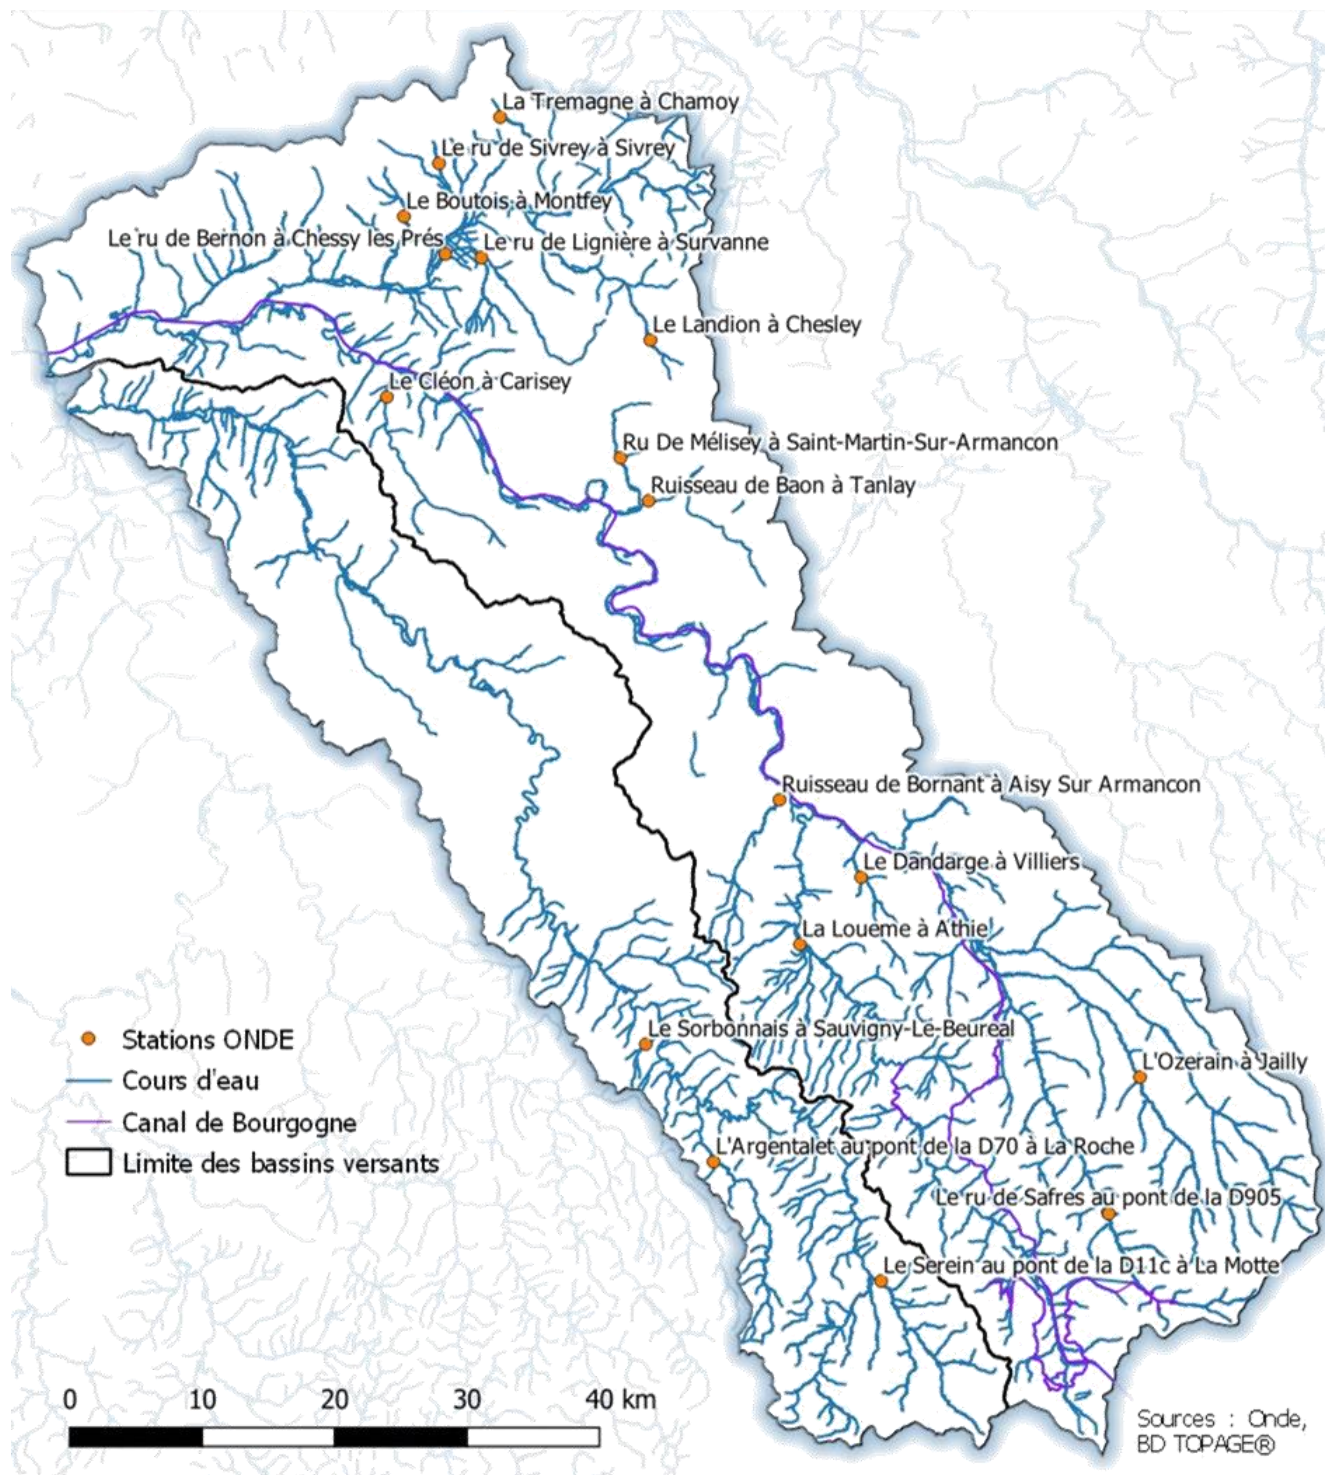 La Tremagne à Chamoy
Le ru de Sivrey à Sivrey
Le Boutois à Montfey
Le ru de Bernon à Chessy les Prés
Le ru de Lignière à Survanne
Le Landion à Chesley
Le Cléon à Carisey
Ru De Mélisey à Saint-Martin-Sur-Armancon
Ruisseau de Baon à Tanlay
Ruisseau de Bornant à Aisy Sur Armancon
Le Dandarge à Villiers
La Loueme à Athie
Le Sorbonnais à Sauvigny-Le-Beureal
L'Ozerain à Jailly
L'Argentalet au pont de la D70 à La Roche
Le ru de Safres au pont de la D905
Le Serein au pont de la D11c à La Motte
Stations ONDE
Cours d'eau
Canal de Bourgogne
Limite des bassins versants
0 10 20 30 40 km
Sources : Onde,
BD TOPAGE®